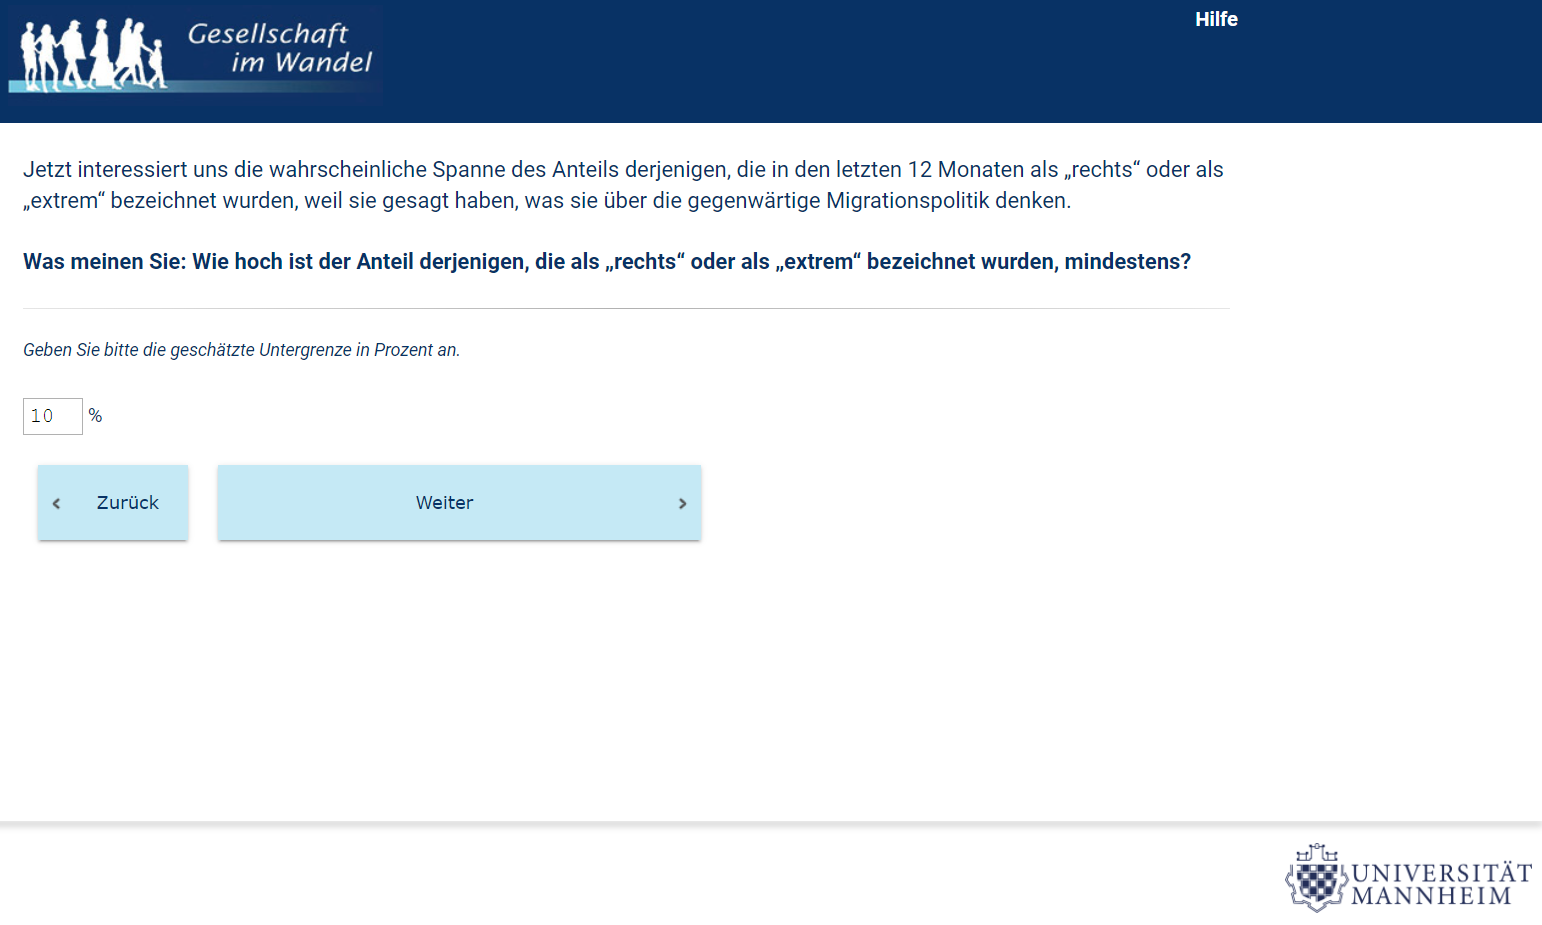 Gesellschaft
im Wandel
Hilfe
Jetzt interessiert uns die wahrscheinliche Spanne des Anteils derjenigen, die in den letzten 12 Monaten als „rechts“ oder als
„extrem“ bezeichnet wurden, weil sie gesagt haben, was sie über die gegenwärtige Migrationspolitik denken.
Was meinen Sie: Wie hoch ist der Anteil derjenigen, die als „rechts“ oder als „extrem“ bezeichnet wurden, mindestens?
Geben Sie bitte die geschätzte Untergrenze in Prozent an.
10 %
‹ Zurück
Weiter ›
UNIVERSITÄT
MANNHEIM